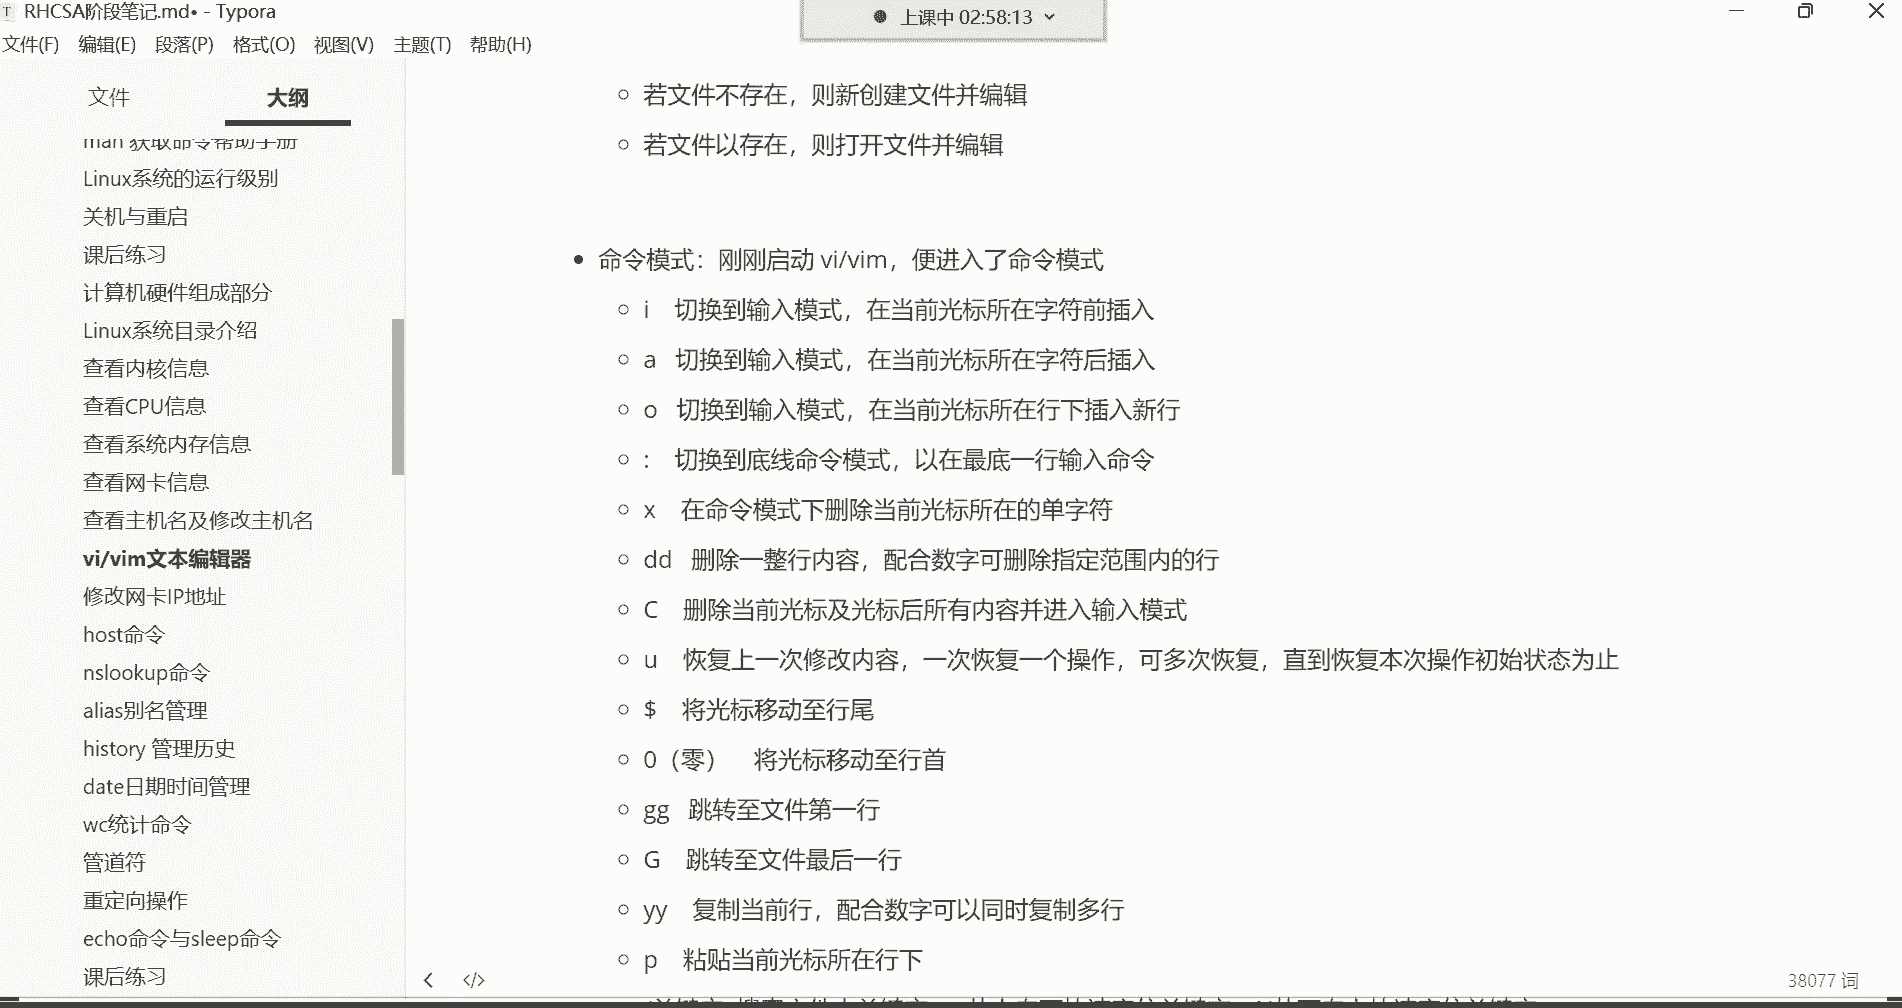 RHCSA阶段笔记.md• - Typora
上课中 02:58:13
文件(F) 编辑(E) 段落(P) 格式(O) 视图(V) 主题(T) 帮助(H)
文件 大纲
man 获取命令帮助手册
Linux系统的运行级别
关机与重启
课后练习
计算机硬件组成部分
Linux系统目录介绍
查看内核信息
查看CPU信息
查看系统内存信息
查看网卡信息
查看主机名及修改主机名
vi/vim文本编辑器
修改网卡IP地址
host命令
nslookup命令
alias别名管理
history 管理历史
date日期时间管理
wc统计命令
管道符
重定向操作
echo命令与sleep命令
课后练习
若文件不存在，则新创建文件并编辑
若文件以存在，则打开文件并编辑
命令模式：刚刚启动 vi/vim，便进入了命令模式
i 切换到输入模式，在当前光标所在字符前插入
a 切换到输入模式，在当前光标所在字符后插入
o 切换到输入模式，在当前光标所在行下插入新行
: 切换到底线命令模式，以在最底一行输入命令
x 在命令模式下删除当前光标所在的单字符
dd 删除一整行内容，配合数字可删除指定范围内的行
C 删除当前光标及光标后所有内容并进入输入模式
u 恢复上一次修改内容，一次恢复一个操作，可多次恢复，直到恢复本次操作初始状态为止
$ 将光标移动至行尾
0（零） 将光标移动至行首
gg 跳转至文件第一行
G 跳转至文件最后一行
yy 复制当前行，配合数字可以同时复制多行
p 粘贴当前光标所在行下
38077 词